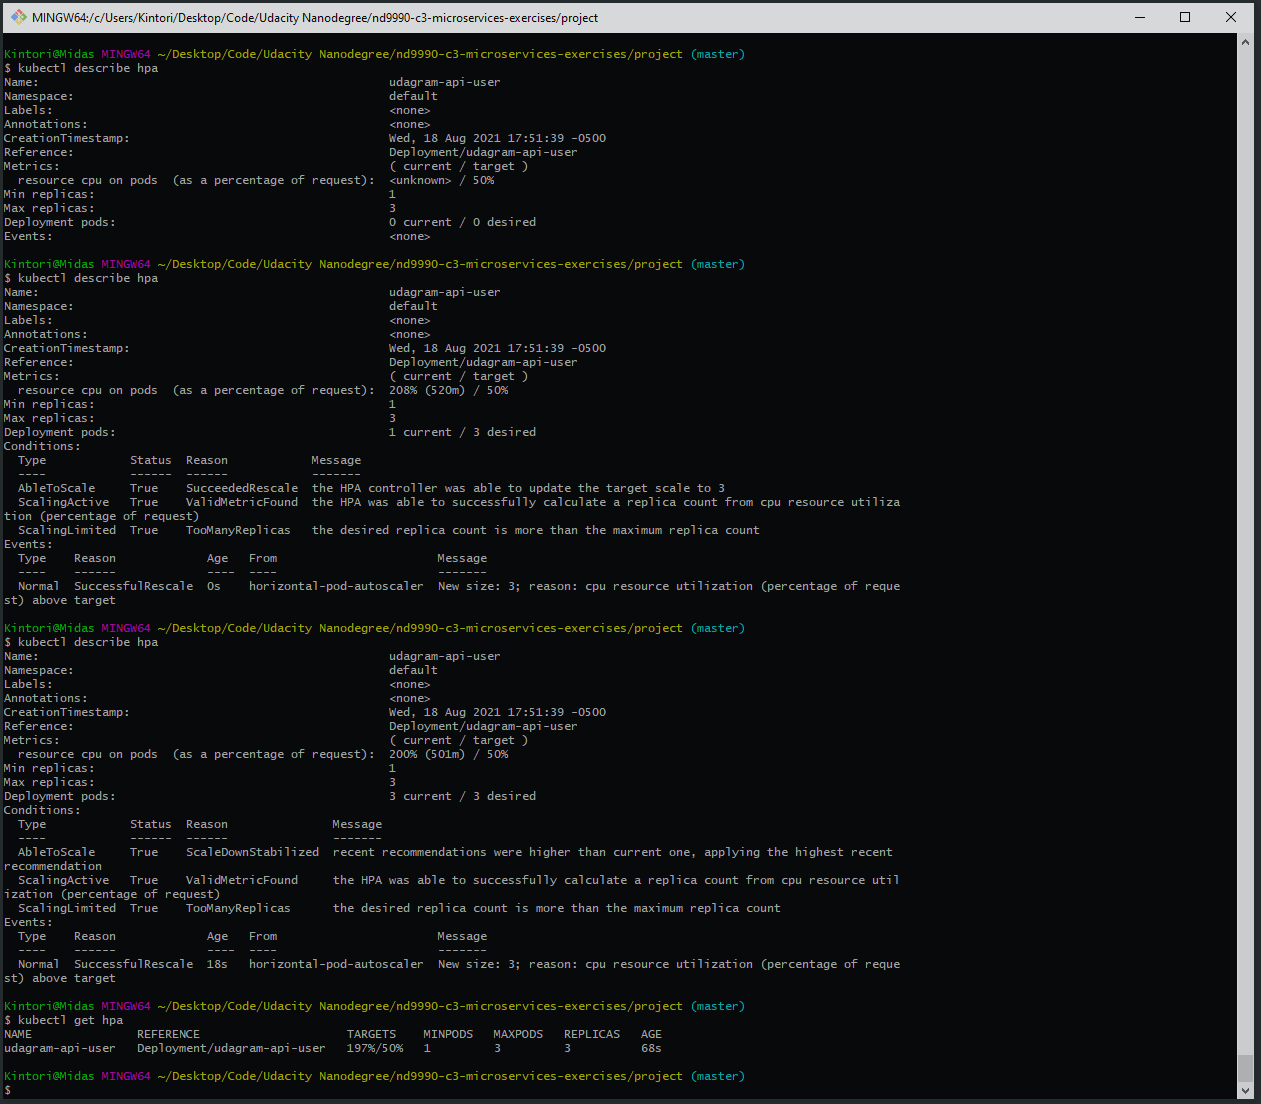 MINGW64:/c/Users/Kintori/Desktop/Code/Udacity Nanodegree/nd9990-c3-microservices-exercises/project
Kintori@Midas MINGW64 ~/Desktop/Code/Udacity Nanodegree/nd9990-c3-microservices-exercises/project (master)
$ kubectl describe hpa
Name: udagram-api-user
Namespace: default
Labels: <none>
Annotations: <none>
CreationTimestamp: Wed, 18 Aug 2021 17:51:39 -0500
Reference: Deployment/udagram-api-user
Metrics: ( current / target )
resource cpu on pods (as a percentage of request): <unknown> / 50%
Min replicas: 1
Max replicas: 3
Deployment pods: 0 current / 0 desired
Events: <none>
Kintori@Midas MINGW64 ~/Desktop/Code/Udacity Nanodegree/nd9990-c3-microservices-exercises/project (master)
$ kubectl describe hpa
Name: udagram-api-user
Namespace: default
Labels: <none>
Annotations: <none>
CreationTimestamp: Wed, 18 Aug 2021 17:51:39 -0500
Reference: Deployment/udagram-api-user
Metrics: ( current / target )
resource cpu on pods (as a percentage of request): 208% (520m) / 50%
Min replicas: 1
Max replicas: 3
Deployment pods: 1 current / 3 desired
Conditions:
Type Status Reason Message
---- ------ ------ -------
AbleToScale True SucceededRescale the HPA controller was able to update the target scale to 3
ScalingActive True ValidMetricFound the HPA was able to successfully calculate a replica count from cpu resource utiliza
tion (percentage of request)
ScalingLimited True TooManyReplicas the desired replica count is more than the maximum replica count
Events:
Type Reason Age From Message
---- ------ ---- ---- -------
Normal SuccessfulRescale 0s horizontal-pod-autoscaler New size: 3; reason: cpu resource utilization (percentage of reque
st) above target
Kintori@Midas MINGW64 ~/Desktop/Code/Udacity Nanodegree/nd9990-c3-microservices-exercises/project (master)
$ kubectl describe hpa
Name: udagram-api-user
Namespace: default
Labels: <none>
Annotations: <none>
CreationTimestamp: Wed, 18 Aug 2021 17:51:39 -0500
Reference: Deployment/udagram-api-user
Metrics: ( current / target )
resource cpu on pods (as a percentage of request): 200% (501m) / 50%
Min replicas: 1
Max replicas: 3
Deployment pods: 3 current / 3 desired
Conditions:
Type Status Reason Message
---- ------ ------ -------
AbleToScale True ScaleDownStabilized recent recommendations were higher than current one, applying the highest recent
recommendation
ScalingActive True ValidMetricFound the HPA was able to successfully calculate a replica count from cpu resource util
ization (percentage of request)
ScalingLimited True TooManyReplicas the desired replica count is more than the maximum replica count
Events:
Type Reason Age From Message
---- ------ ---- ---- -------
Normal SuccessfulRescale 18s horizontal-pod-autoscaler New size: 3; reason: cpu resource utilization (percentage of reque
st) above target
Kintori@Midas MINGW64 ~/Desktop/Code/Udacity Nanodegree/nd9990-c3-microservices-exercises/project (master)
$ kubectl get hpa
NAME REFERENCE TARGETS MINPODS MAXPODS REPLICAS AGE
udagram-api-user Deployment/udagram-api-user 197%/50% 1 3 3 68s
Kintori@Midas MINGW64 ~/Desktop/Code/Udacity Nanodegree/nd9990-c3-microservices-exercises/project (master)
$